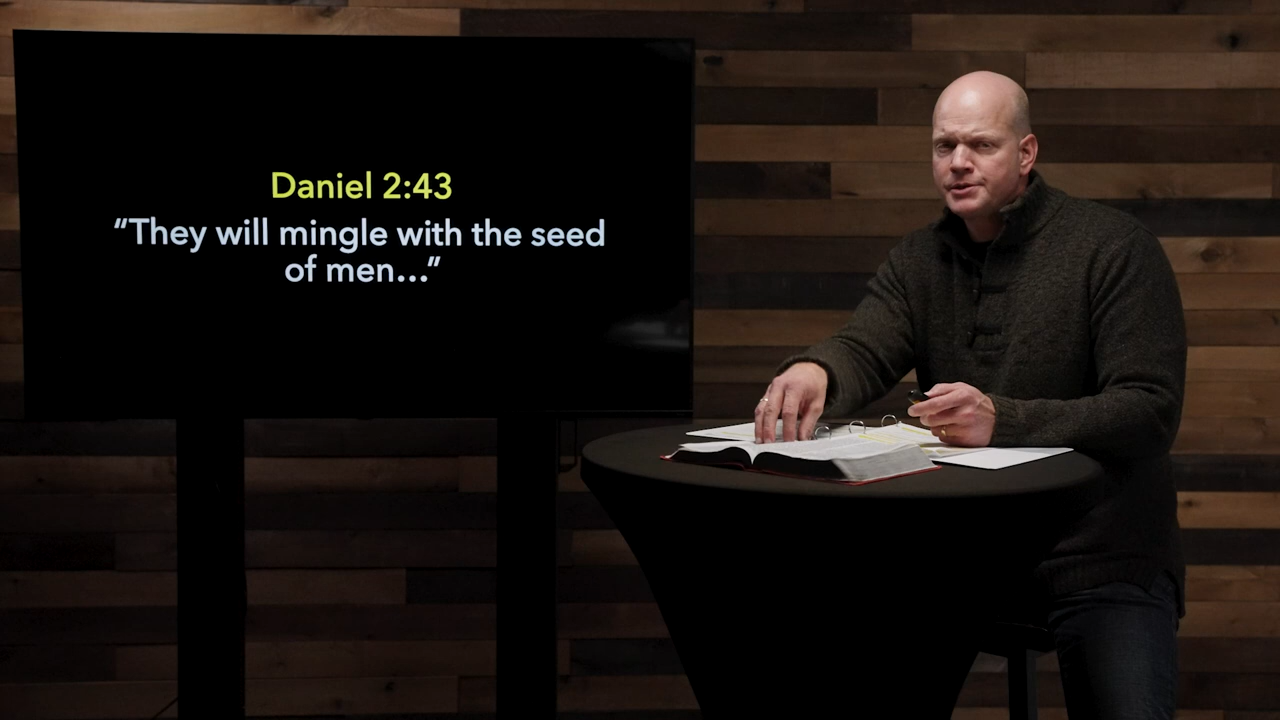 Daniel 2:43
“They will mingle with the seed
of men...”